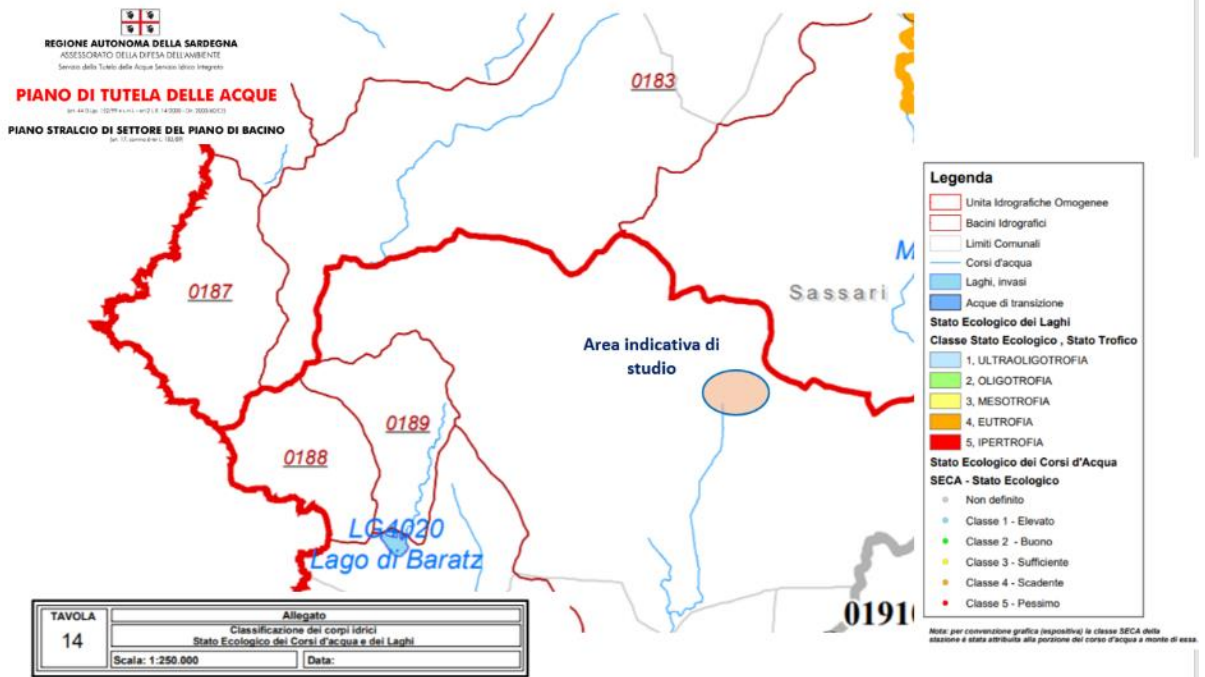 REGIONE AUTONOMA DELLA SARDEGNA
ASSESSORATO DELLA DIFESA DELL'AMBIENTE
Servizio della Tutela delle Acque Servizio Idrico Integrato
PIANO DI TUTELA DELLE ACQUE
PIANO STRALCIO DI SETTORE DEL PIANO DI BACINO
0183
0187
Sassari
M
Area indicativa di
studio
0189
0188
LG4020
Lago di Baratz
01910
Legenda
Unita Idrografiche Omogenee
Bacini Idrografici
Limiti Comunali
Corsi d'acqua
Laghi, invasi
Acque di transizione
Stato Ecologico dei Laghi
Classe Stato Ecologico , Stato Trofico
1, ULTRAOLIGOTROFIA
2, OLIGOTROFIA
3, MESOTROFIA
4, EUTROFIA
5, IPERTROFIA
Stato Ecologico dei Corsi d'Acqua
SECA - Stato Ecologico
Non definito
Classe 1 - Elevato
Classe 2 - Buono
Classe 3 - Sufficiente
Classe 4 - Scadente
Classe 5 - Pessimo
Nota: per convenzione grafica (espositiva) la classe SECA della
stazione è stata attribuita alla porzione del corso d'acqua a monte di essa.
TAVOLA
14
Allegato
Classificazione dei corpi idrici
Stato Ecologico dei Corsi d'acqua e dei Laghi
Scala: 1:250.000
Data: